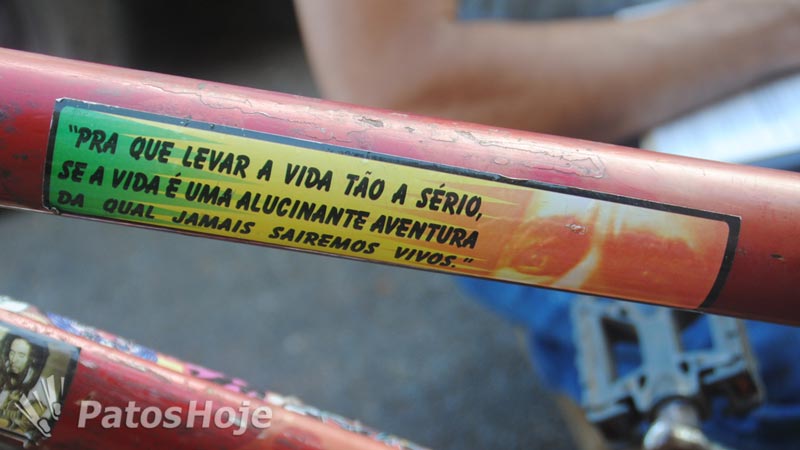 "PRA QUE LEVAR A VIDA TÃO A SÉRIO,
SE A VIDA É UMA ALUCINANTE AVENTURA
DA QUAL JAMAIS SAIREMOS VIVOS."
PatosHoje